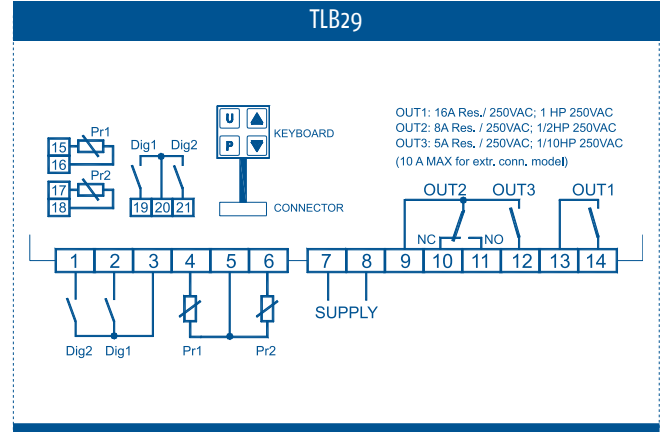 TLB29
OUT1: 16A Res./ 250VAC; 1 HP 250VAC
OUT2: 8A Res. / 250VAC; 1/2HP 250VAC
OUT3: 5A Res. / 250VAC; 1/10HP 250VAC
(10 A MAX for extr. conn. model)
Pr1
15
16
Pr2
17
18
Dig1 Dig2
19 20 21
U
P
KEYBOARD
CONNECTOR
OUT2 OUT3 OUT1
NC NO
1 2 3 4 5 6 7 8 9 10 11 12 13 14
SUPPLY
Dig2 Dig1 Pr1 Pr2